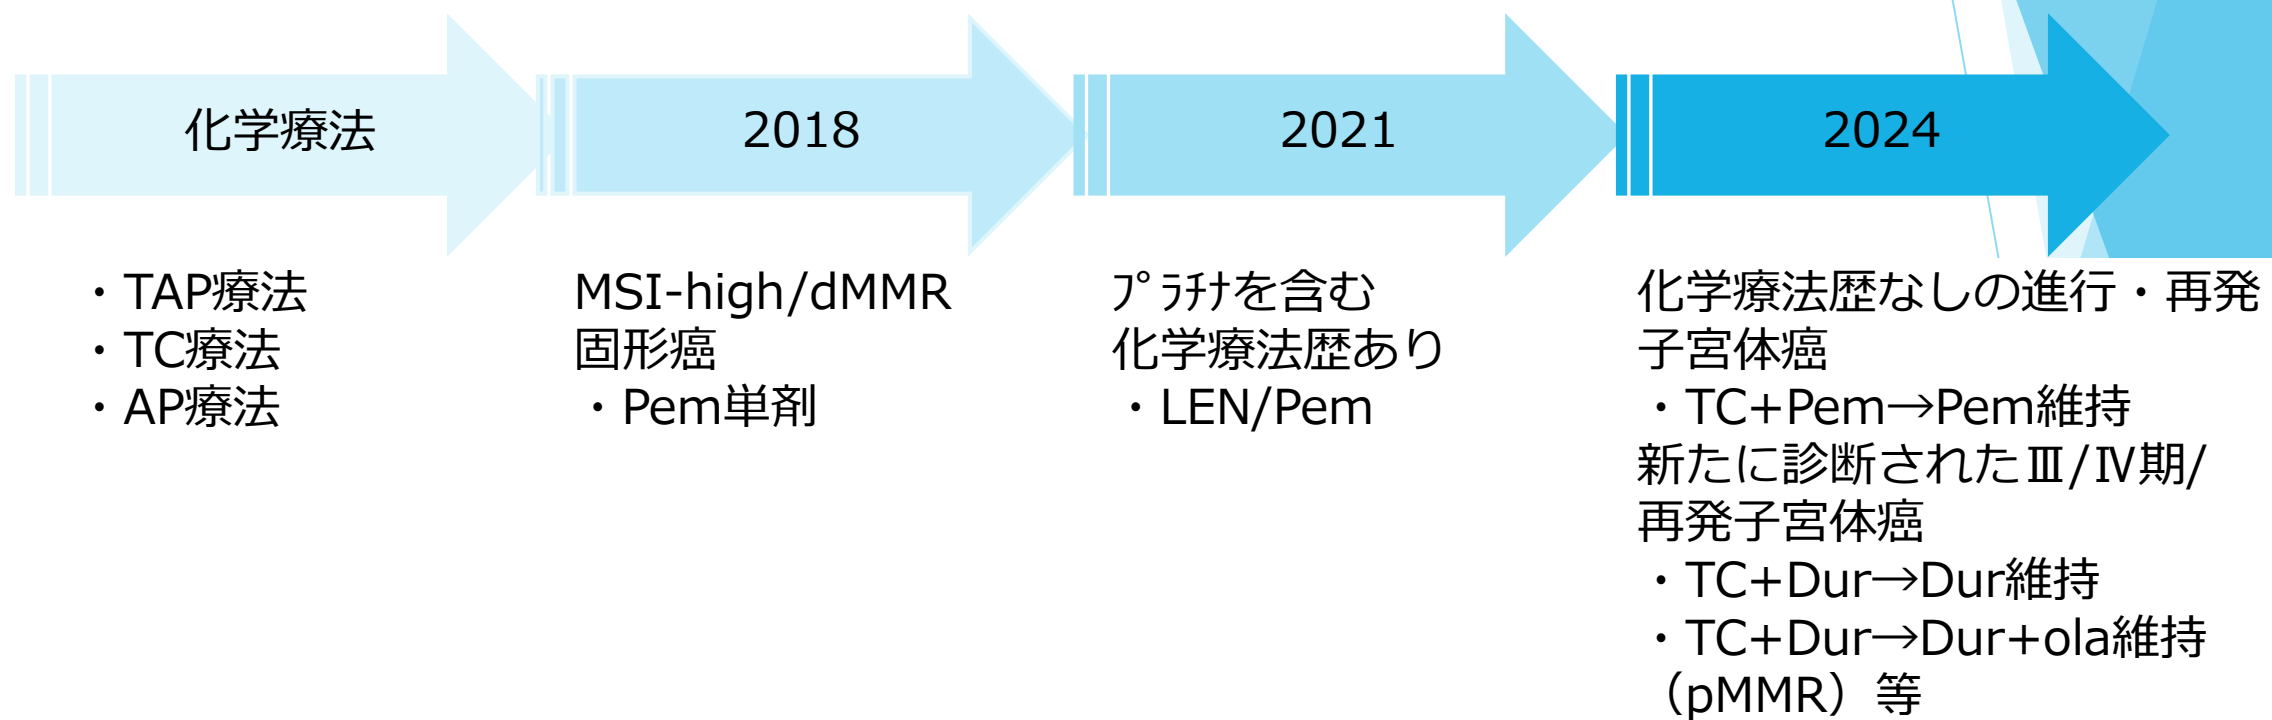 化学療法
・TAP療法
・TC療法
・AP療法
2018
MSI-high/dMMR
固形癌
・Pem単剤
2021
ﾌﾟﾗﾁﾅを含む
化学療法歴あり
・LEN/Pem
2024
化学療法歴なしの進行・再発
子宮体癌
・TC+Pem→Pem維持
新たに診断されたⅢ/Ⅳ期/
再発子宮体癌
・TC+Dur→Dur維持
・TC+Dur→Dur+ola維持
（pMMR）等